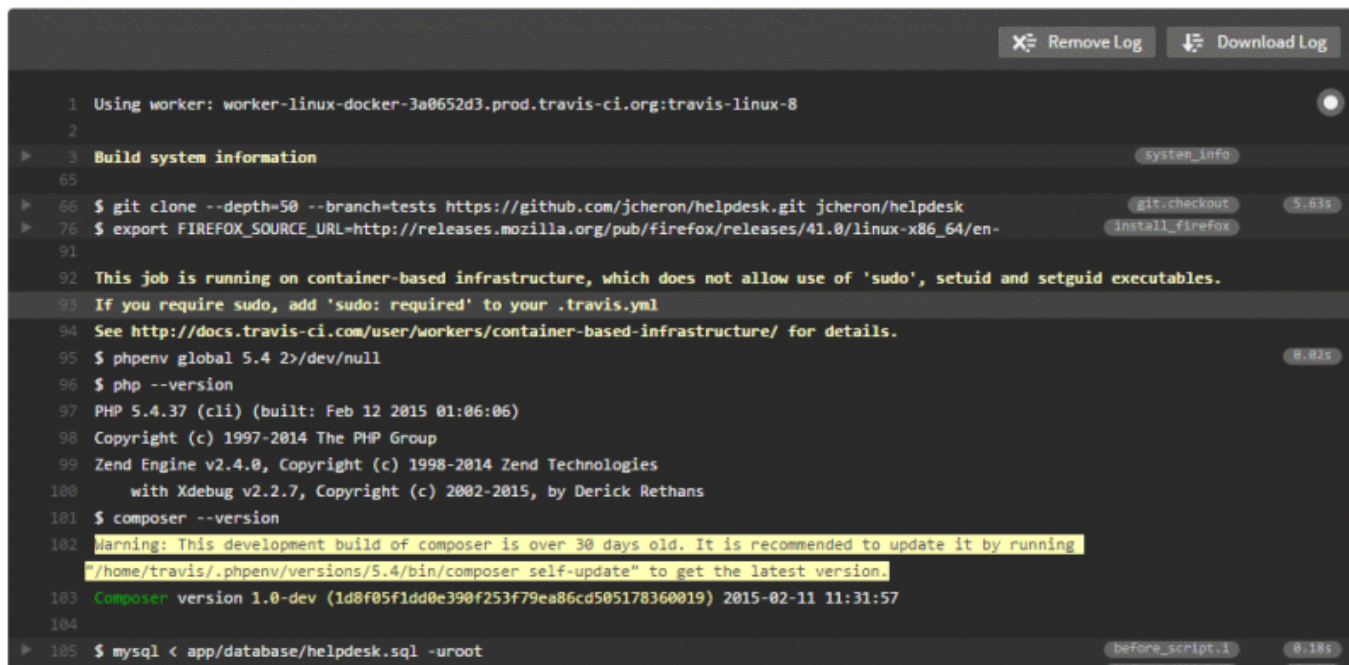 Remove Log Download Log
1 Using worker: worker-linux-docker-3a0652d3.prod.travis-ci.org:travis-linux-8
2
3 Build system information system_info
65
66 $ git clone --depth=50 --branch=tests https://github.com/jcheron/helpdesk.git jcheron/helpdesk git.checkout 5.63s
76 $ export FIREFOX_SOURCE_URL=http://releases.mozilla.org/pub/firefox/releases/41.0/linux-x86_64/en- install_firefox
91
92 This job is running on container-based infrastructure, which does not allow use of 'sudo', setuid and setguid executables.
93 If you require sudo, add 'sudo: required' to your .travis.yml
94 See http://docs.travis-ci.com/user/workers/container-based-infrastructure/ for details.
95 $ phpenv global 5.4 2>/dev/null 0.02s
96 $ php --version
97 PHP 5.4.37 (cli) (built: Feb 12 2015 01:06:06)
98 Copyright (c) 1997-2014 The PHP Group
99 Zend Engine v2.4.0, Copyright (c) 1998-2014 Zend Technologies
100 with Xdebug v2.2.7, Copyright (c) 2002-2015, by Derick Rethans
101 $ composer --version
102 Warning: This development build of composer is over 30 days old. It is recommended to update it by running
"/home/travis/.phpenv/versions/5.4/bin/composer self-update" to get the latest version.
103 Composer version 1.0-dev (1d8f05f1dd0e390f253f79ea86cd505178360019) 2015-02-11 11:31:57
104
105 $ mysql < app/database/helpdesk.sql -uroot before_script.1 0.18s